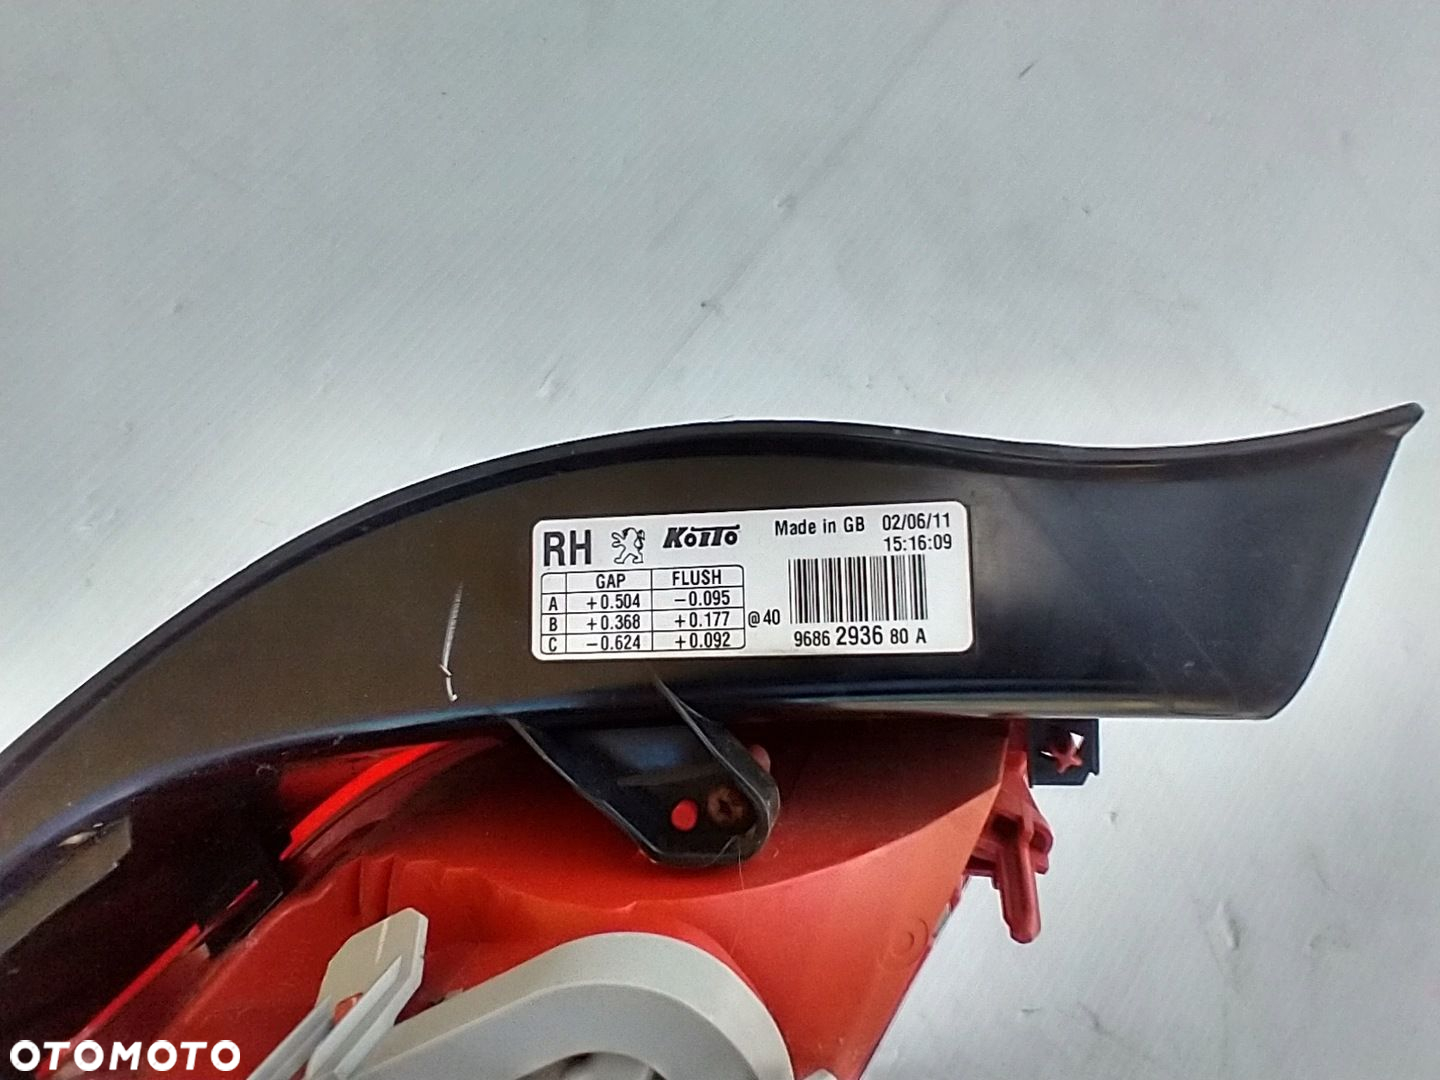 RH KOITO Made in GB 02/06/11
15:16:09
GAP FLUSH
A +0.504 -0.095
B +0.368 +0.177 @40
C -0.624 +0.092
9686 2936 80 A
OTOMOTO